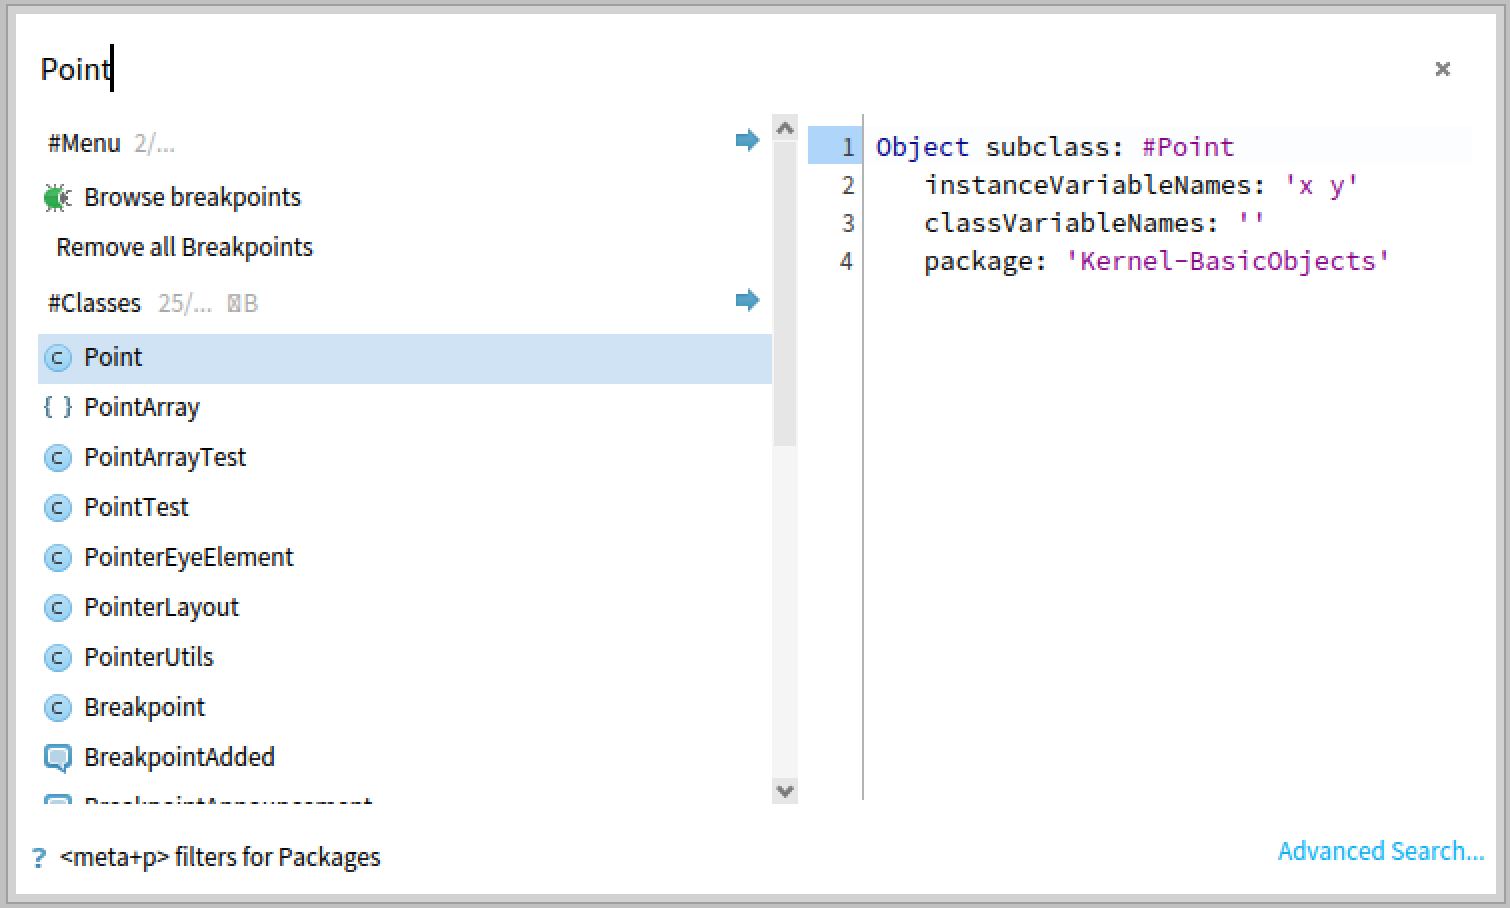 Point
#Menu 2/...
Browse breakpoints
Remove all Breakpoints
#Classes 25/... B
Point
PointArray
PointArrayTest
PointTest
PointerEyeElement
PointerLayout
PointerUtils
Breakpoint
BreakpointAdded
BreakpointAnnouncement
1 Object subclass: #Point
2 instanceVariableNames: 'x y'
3 classVariableNames: ''
4 package: 'Kernel-BasicObjects'
? <meta+p> filters for Packages
Advanced Search...